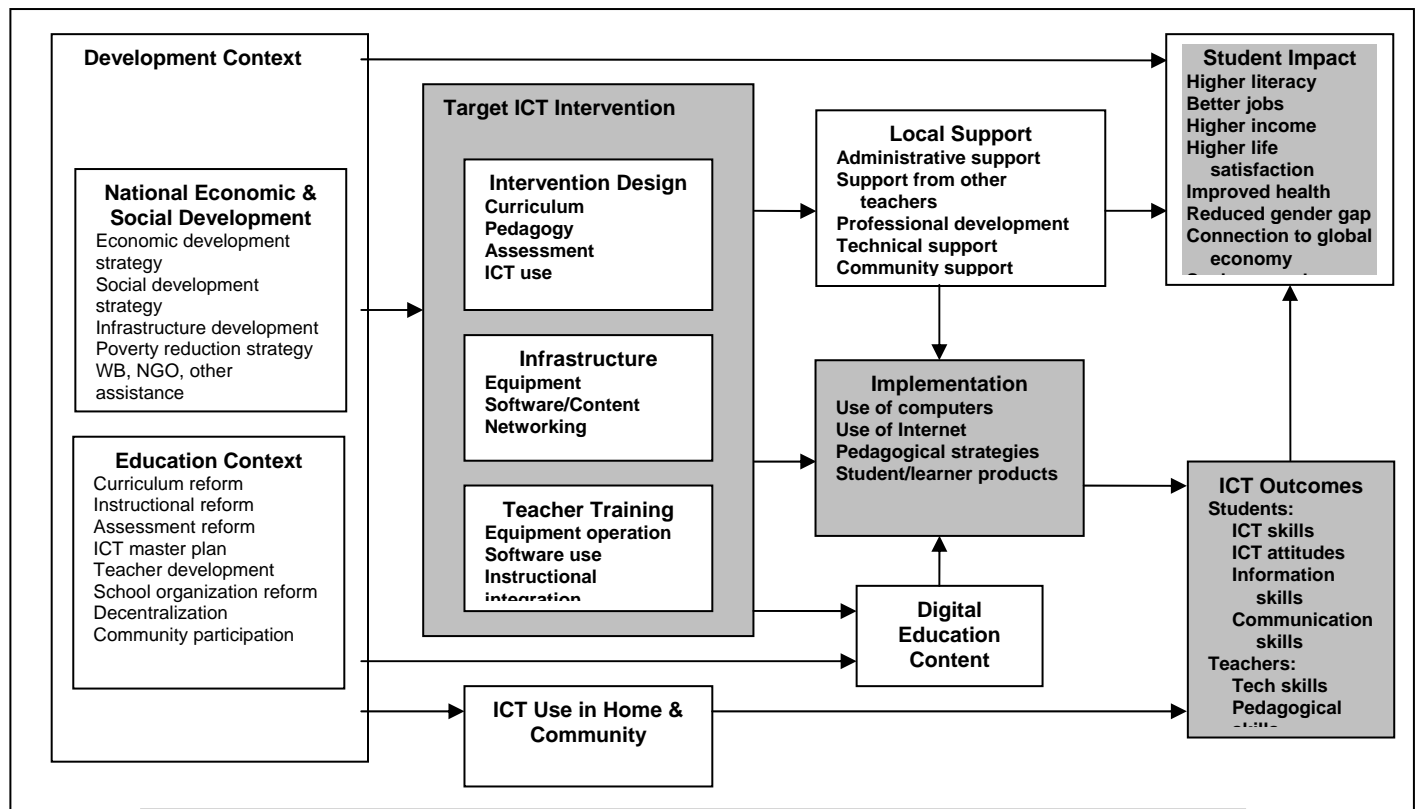 Development Context
National Economic &
Social Development
Economic development
strategy
Social development
strategy
Infrastructure development
Poverty reduction strategy
WB, NGO, other
assistance
Education Context
Curriculum reform
Instructional reform
Assessment reform
ICT master plan
Teacher development
School organization reform
Decentralization
Community participation
Target ICT Intervention
Intervention Design
Curriculum
Pedagogy
Assessment
ICT use
Infrastructure
Equipment
Software/Content
Networking
Teacher Training
Equipment operation
Software use
Instructional
integration
ICT Use in Home &
Community
Local Support
Administrative support
Support from other
teachers
Professional development
Technical support
Community support
Implementation
Use of computers
Use of Internet
Pedagogical strategies
Student/learner products
Digital
Education
Content
Student Impact
Higher literacy
Better jobs
Higher income
Higher life
satisfaction
Improved health
Reduced gender gap
Connection to global
economy
ICT Outcomes
Students:
ICT skills
ICT attitudes
Information
skills
Communication
skills
Teachers:
Tech skills
Pedagogical
skills